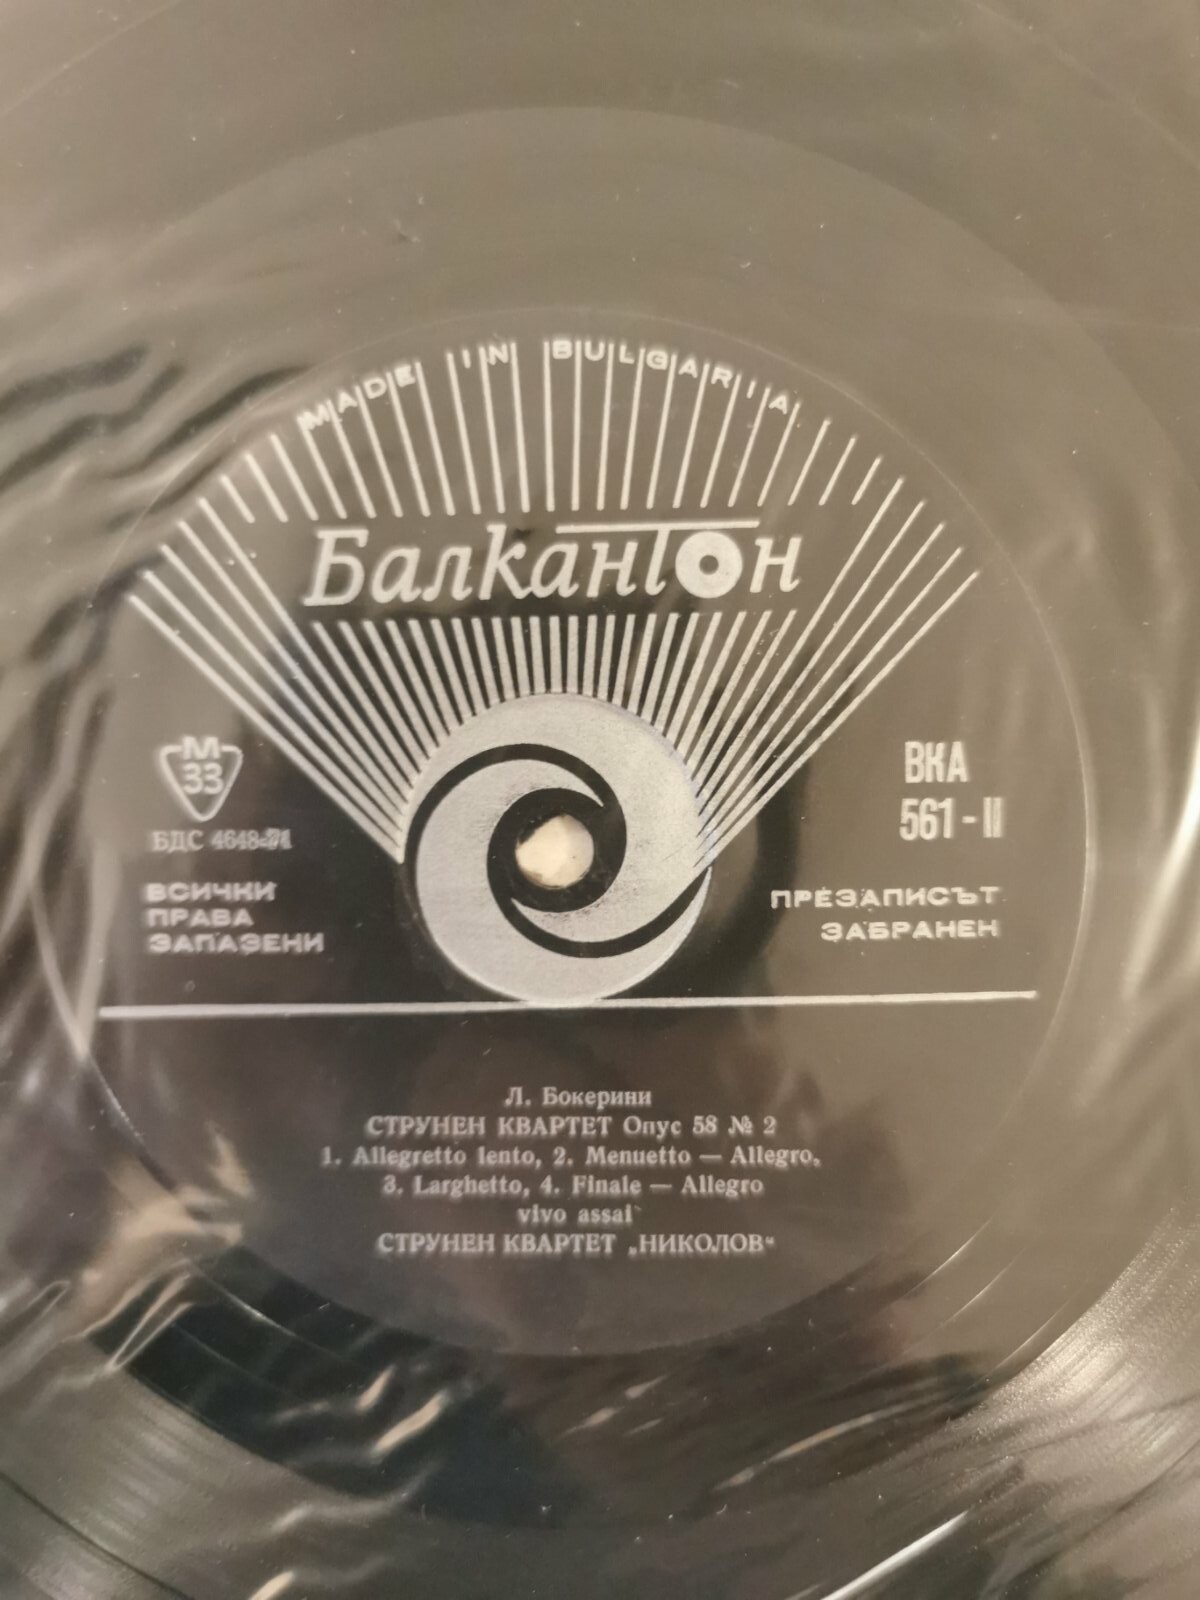 MADE IN BULGARIA
Балкантон
М
33
БДС 4648-71
ВСИЧКИ
ПРАВА
ЗАПАЗЕНИ
ВКА
561 - II
ПРЕЗАПИСЪТ
ЗАБРАНЕН
Л. Бокерини
СТРУНЕН КВАРТЕТ Опус 58 № 2
1. Allegretto lento, 2. Menuetto — Allegro,
3. Larghetto, 4. Finale — Allegro
vivo assai
СТРУНЕН КВАРТЕТ „НИКОЛОВ“